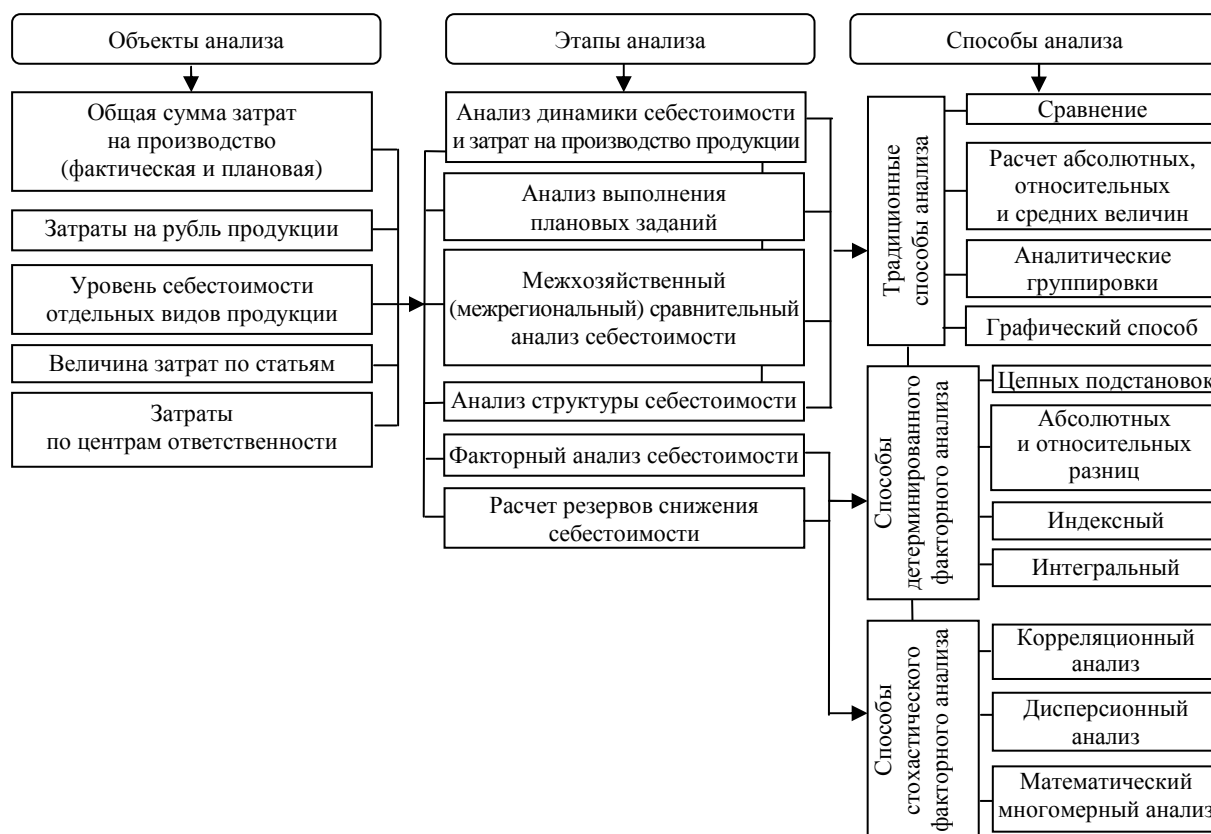 Объекты анализа
Общая сумма затрат
на производство
(фактическая и плановая)
Затраты на рубль продукции
Уровень себестоимости
отдельных видов продукции
Величина затрат по статьям
Затраты
по центрам ответственности
Этапы анализа
Анализ динамики себестоимости
и затрат на производство продукции
Анализ выполнения
плановых заданий
Межхозяйственный
(межрегиональный) сравнительный
анализ себестоимости
Анализ структуры себестоимости
Факторный анализ себестоимости
Расчет резервов снижения
себестоимости
Способы анализа
Традиционные
способы анализа
Сравнение
Расчет абсолютных,
относительных
и средних величин
Аналитические
группировки
Графический способ
Способы
детерминированного
факторного анализа
Цепных подстановок
Абсолютных
и относительных
разниц
Индексный
Интегральный
Способы
стохастического
факторного анализа
Корреляционный
анализ
Дисперсионный
анализ
Математический
многомерный анализ